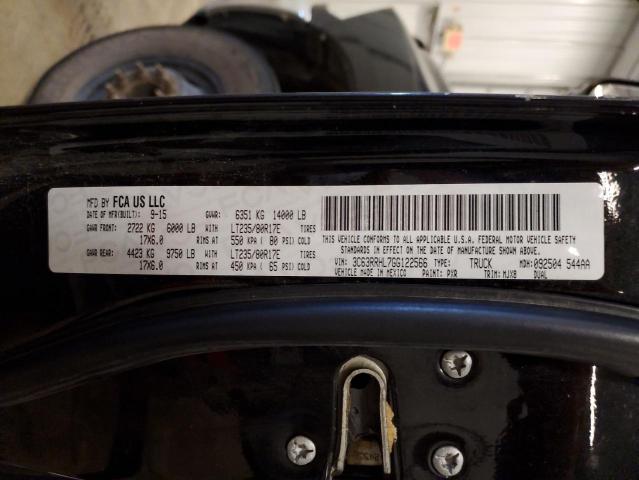 MFD BY FCA US LLC
DATE OF MFR(BUILT): 9-15 GVWR: 6351 KG 14000 LB
GAWR FRONT: 2722 KG 6000 LB LT235/80R17E TIRES
17X6.0 RIMS AT 550 KPA ( 80 PSI) COLD
GAWR REAR: 4423 KG 9750 LB LT235/80R17E TIRES
17X6.0 RIMS AT 450 KPA ( 65 PSI) COLD
THIS VEHICLE CONFORMS TO ALL APPLICABLE U.S.A. FEDERAL MOTOR VEHICLE SAFETY
STANDARDS IN EFFECT ON THE DATE OF MANUFACTURE SHOWN ABOVE.
VIN: 3C63RRHL7GG122566 TYPE: TRUCK MDH: 092504 544AA
VEHICLE MADE IN MEXICO PAINT: PXR TRIM: MJX8 DUAL